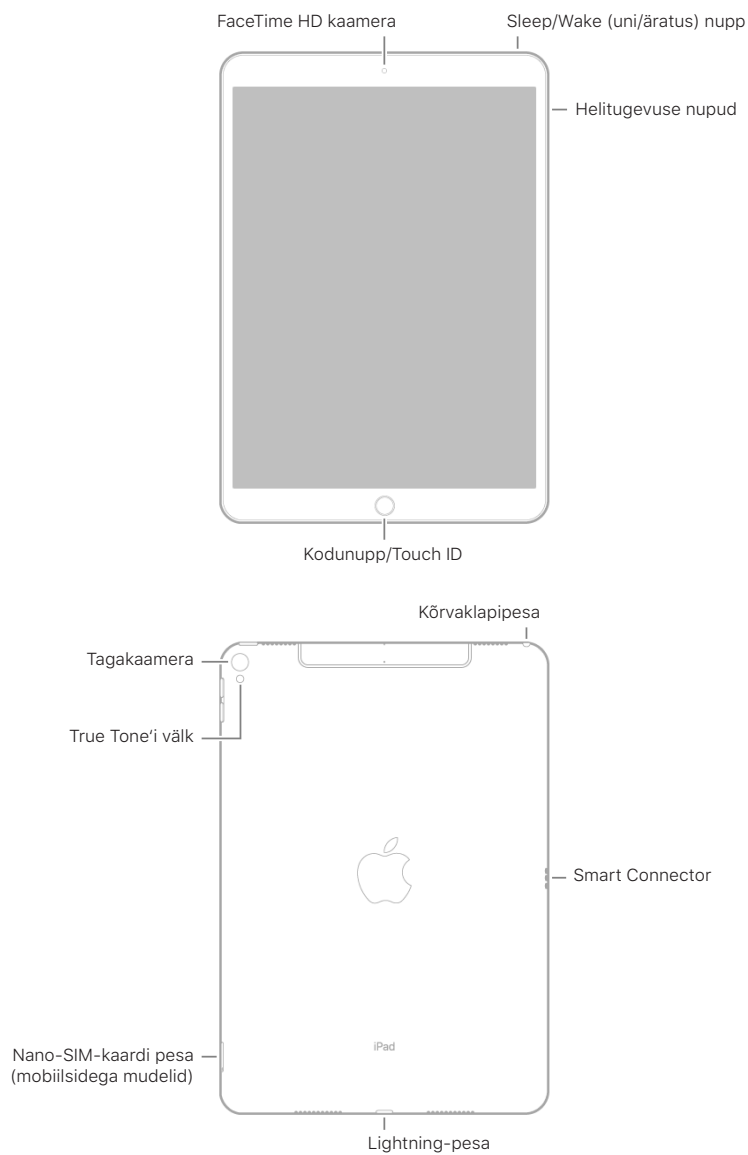 FaceTime HD kaamera
Sleep/Wake (uni/äratus) nupp
Helitugevuse nupud
Kodunupp/Touch ID
Kõrvaklapipesa
Tagakaamera
True Tone‘i välk
Smart Connector
iPad
Nano-SIM-kaardi pesa
(mobiilsidega mudelid)
Lightning-pesa